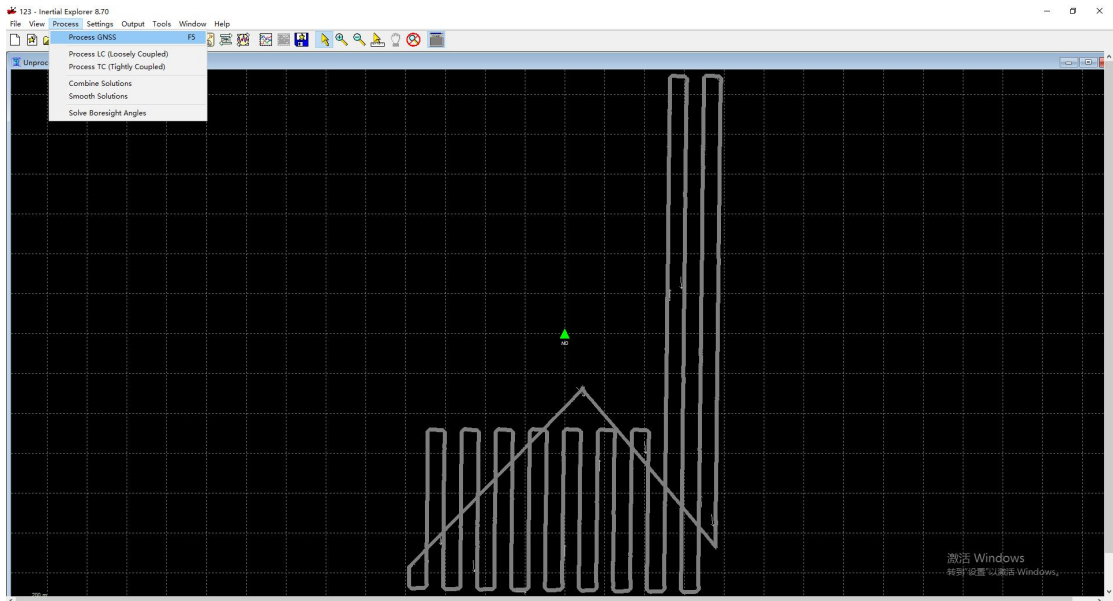 123 - Inertial Explorer 8.70
File View Process Settings Output Tools Window Help
Process GNSS F5
Process LC (Loosely Coupled)
Process TC (Tightly Coupled)
Combine Solutions
Smooth Solutions
Solve Boresight Angles
Unproc
N0
激活 Windows
转到"设置"以激活 Windows。
200 m